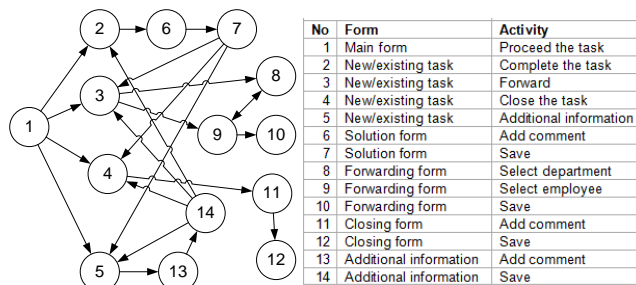 2 6 7
3 8
1 9 10
4 11
14
5 13 12
No Form Activity
1 Main form Proceed the task
2 New/existing task Complete the task
3 New/existing task Forward
4 New/existing task Close the task
5 New/existing task Additional information
6 Solution form Add comment
7 Solution form Save
8 Forwarding form Select department
9 Forwarding form Select employee
10 Forwarding form Save
11 Closing form Add comment
12 Closing form Save
13 Additional information Add comment
14 Additional information Save